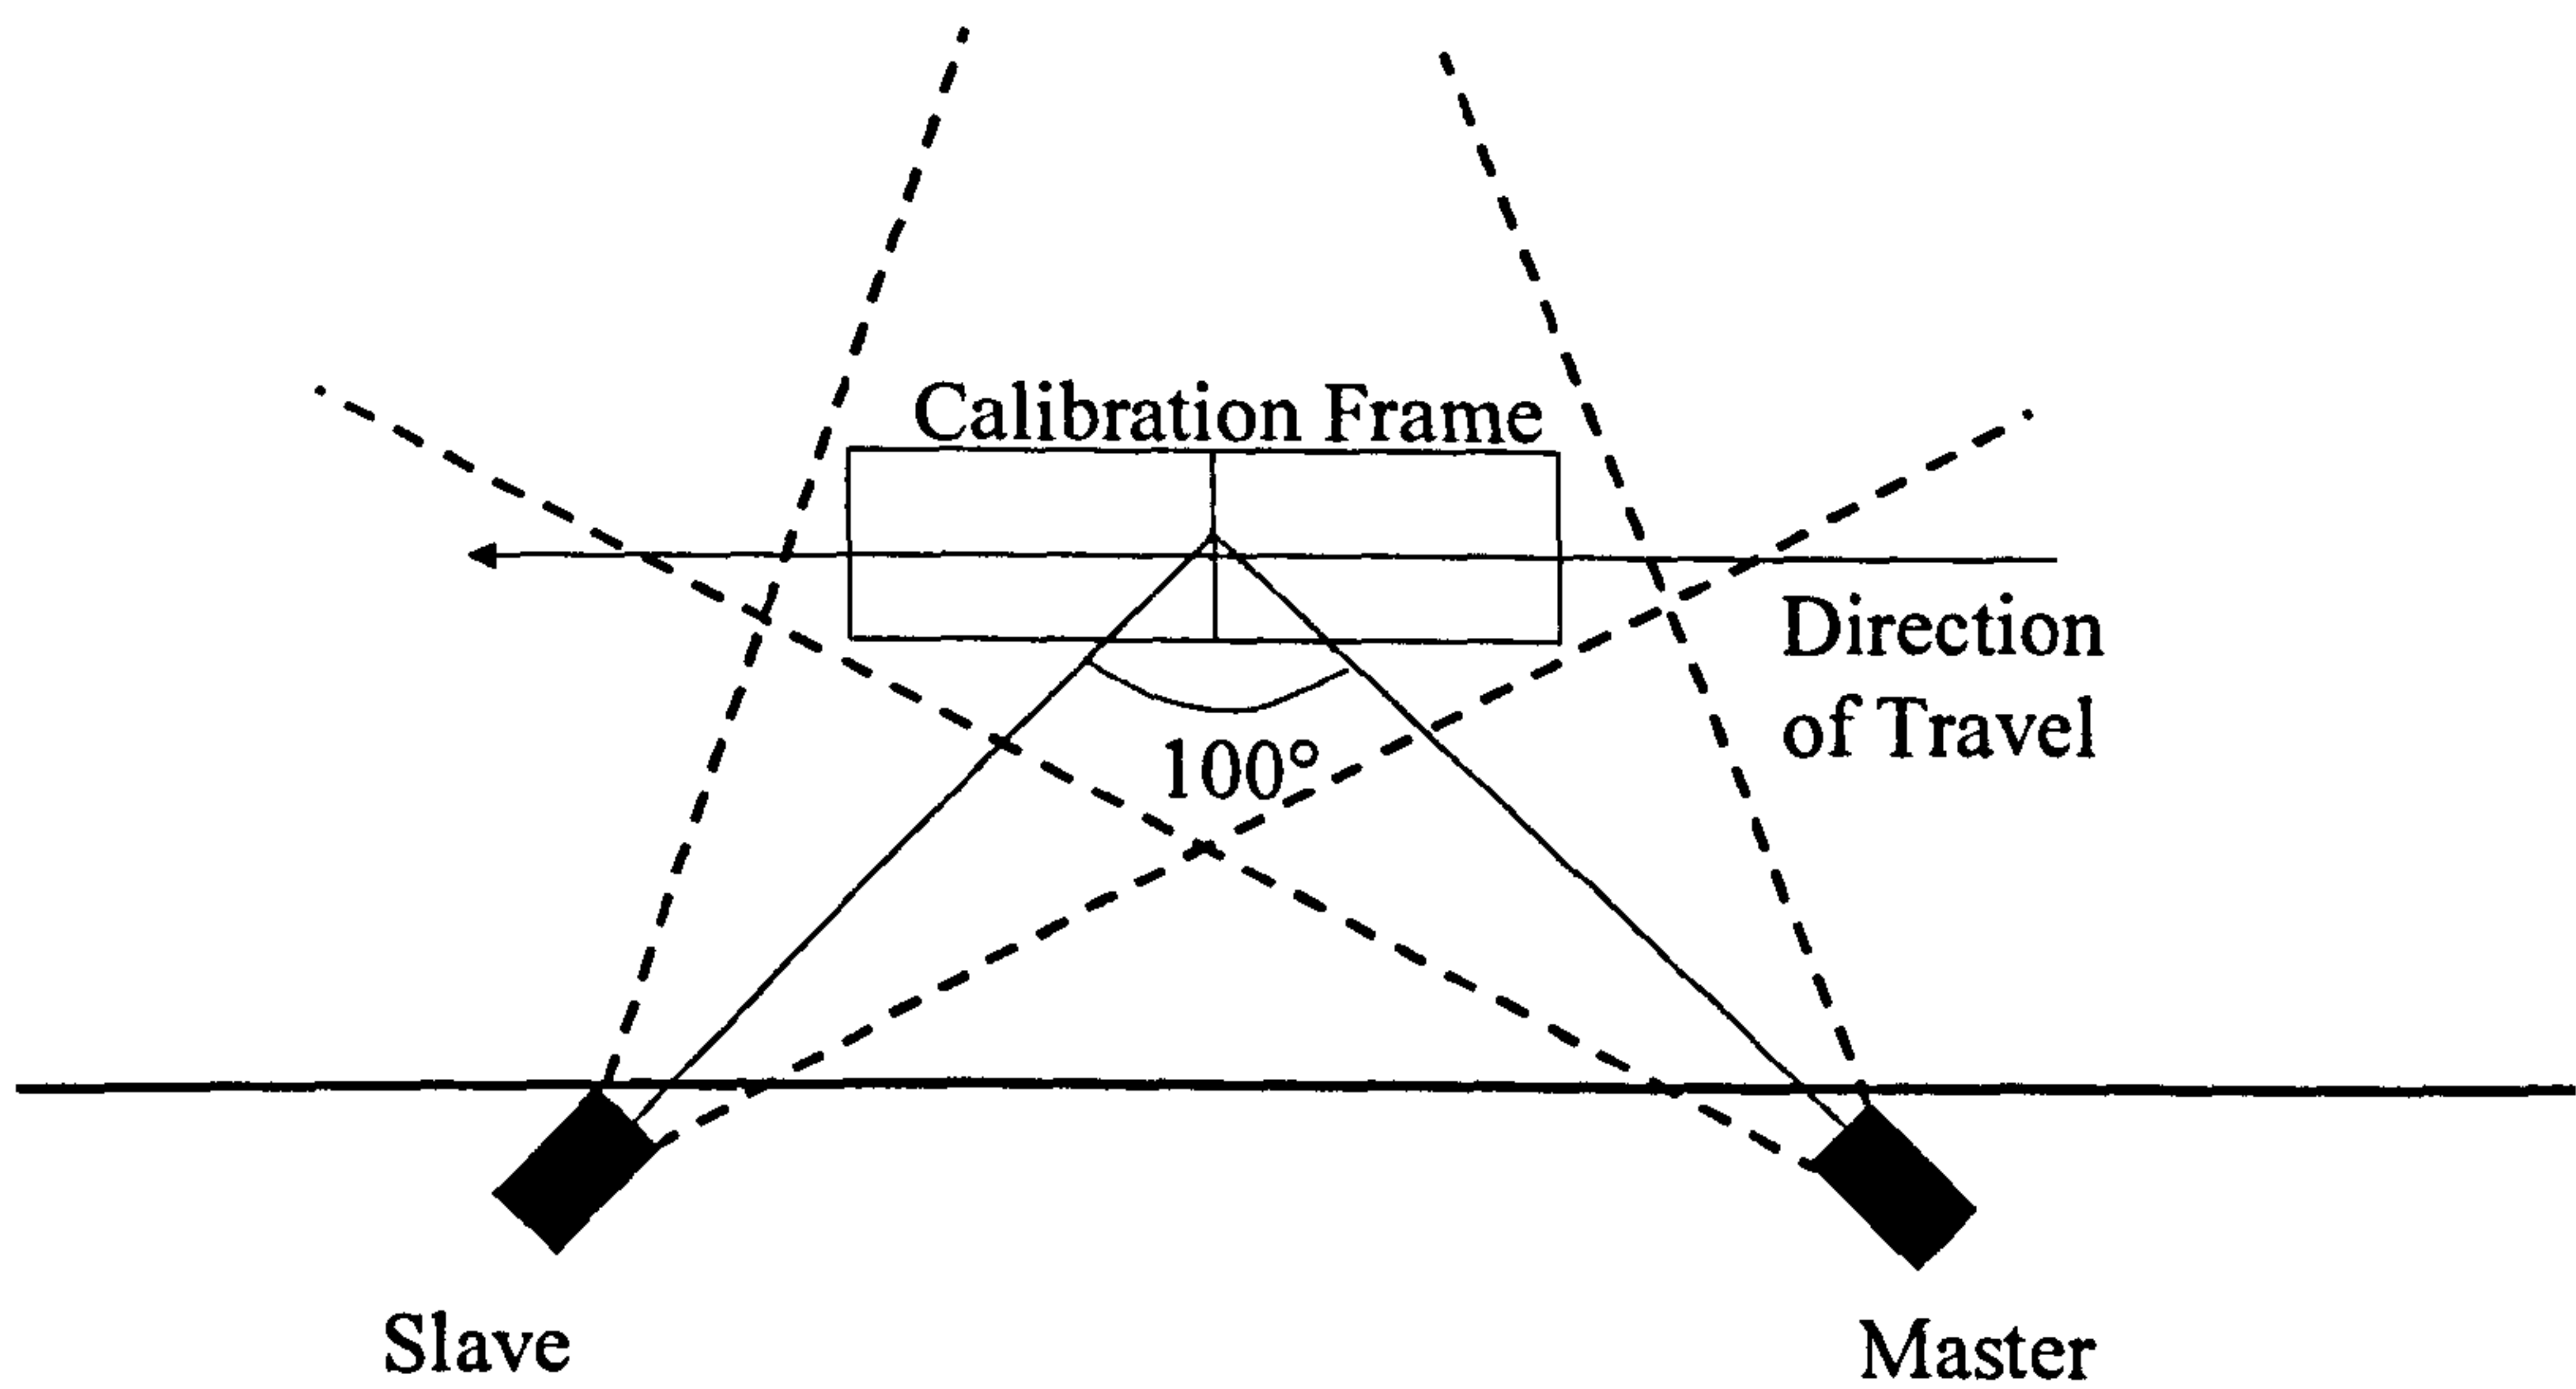 Calibration Frame
Direction
of Travel
100°
Slave
Master